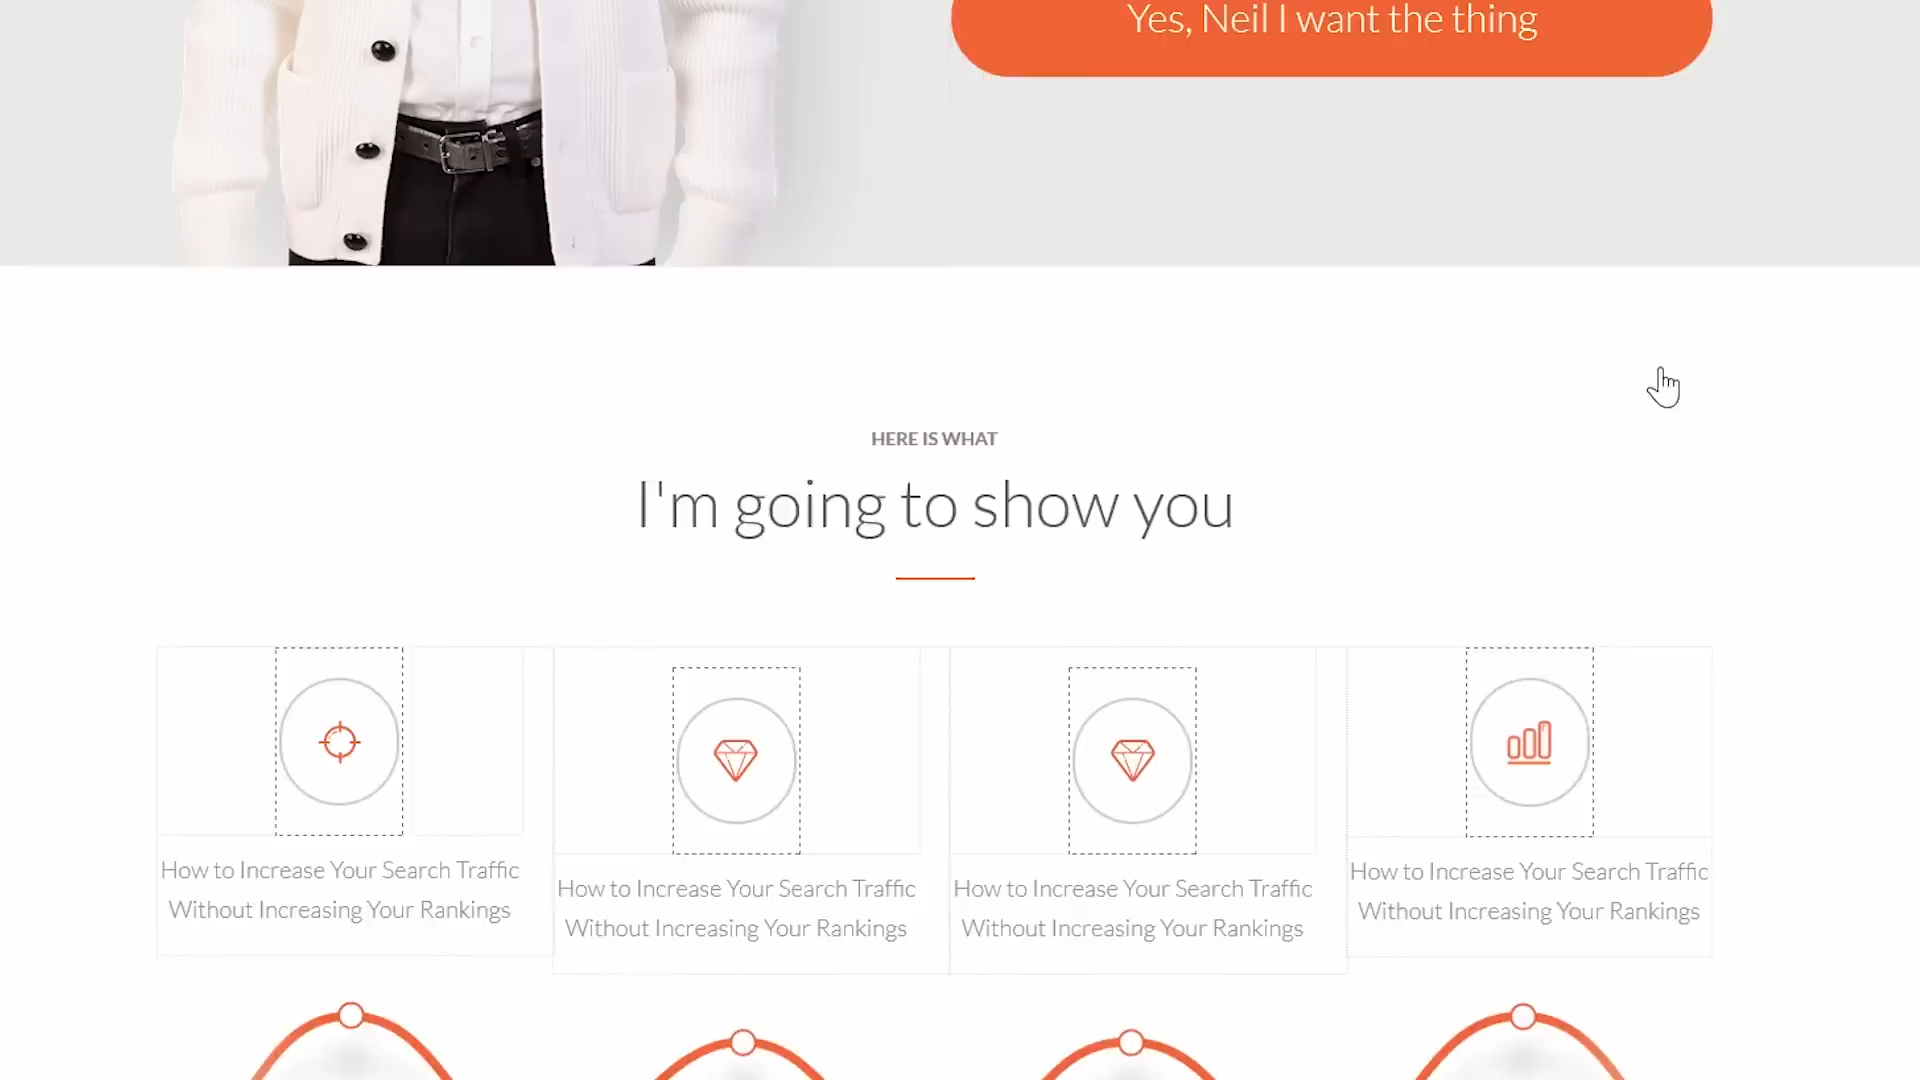 Yes, Neil I want the thing
HERE IS WHAT
I'm going to show you
How to Increase Your Search Traffic
Without Increasing Your Rankings
How to Increase Your Search Traffic
Without Increasing Your Rankings
How to Increase Your Search Traffic
Without Increasing Your Rankings
How to Increase Your Search Traffic
Without Increasing Your Rankings